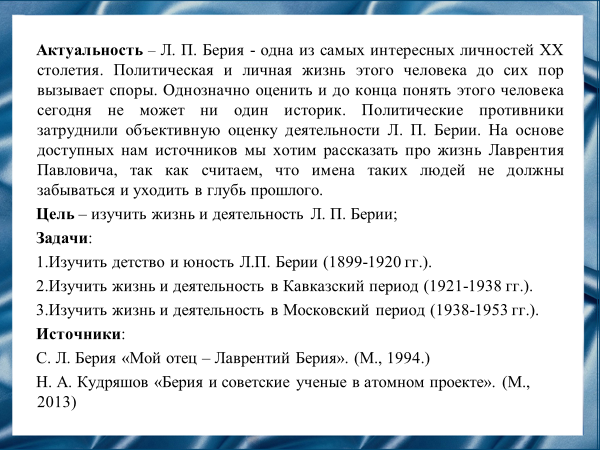 Актуальность – Л. П. Берия - одна из самых интересных личностей XX
столетия. Политическая и личная жизнь этого человека до сих пор
вызывает споры. Однозначно оценить и до конца понять этого человека
сегодня не может ни один историк. Политические противники
затруднили объективную оценку деятельности Л. П. Берии. На основе
доступных нам источников мы хотим рассказать про жизнь Лаврентия
Павловича, так как считаем, что имена таких людей не должны
забываться и уходить в глубь прошлого.
Цель – изучить жизнь и деятельность Л. П. Берии;
Задачи:
1.Изучить детство и юность Л.П. Берии (1899-1920 гг.).
2.Изучить жизнь и деятельность в Кавказский период (1921-1938 гг.).
3.Изучить жизнь и деятельность в Московский период (1938-1953 гг.).
Источники:
С. Л. Берия «Мой отец – Лаврентий Берия». (М., 1994.)
Н. А. Кудряшов «Берия и советские ученые в атомном проекте». (М.,
2013)